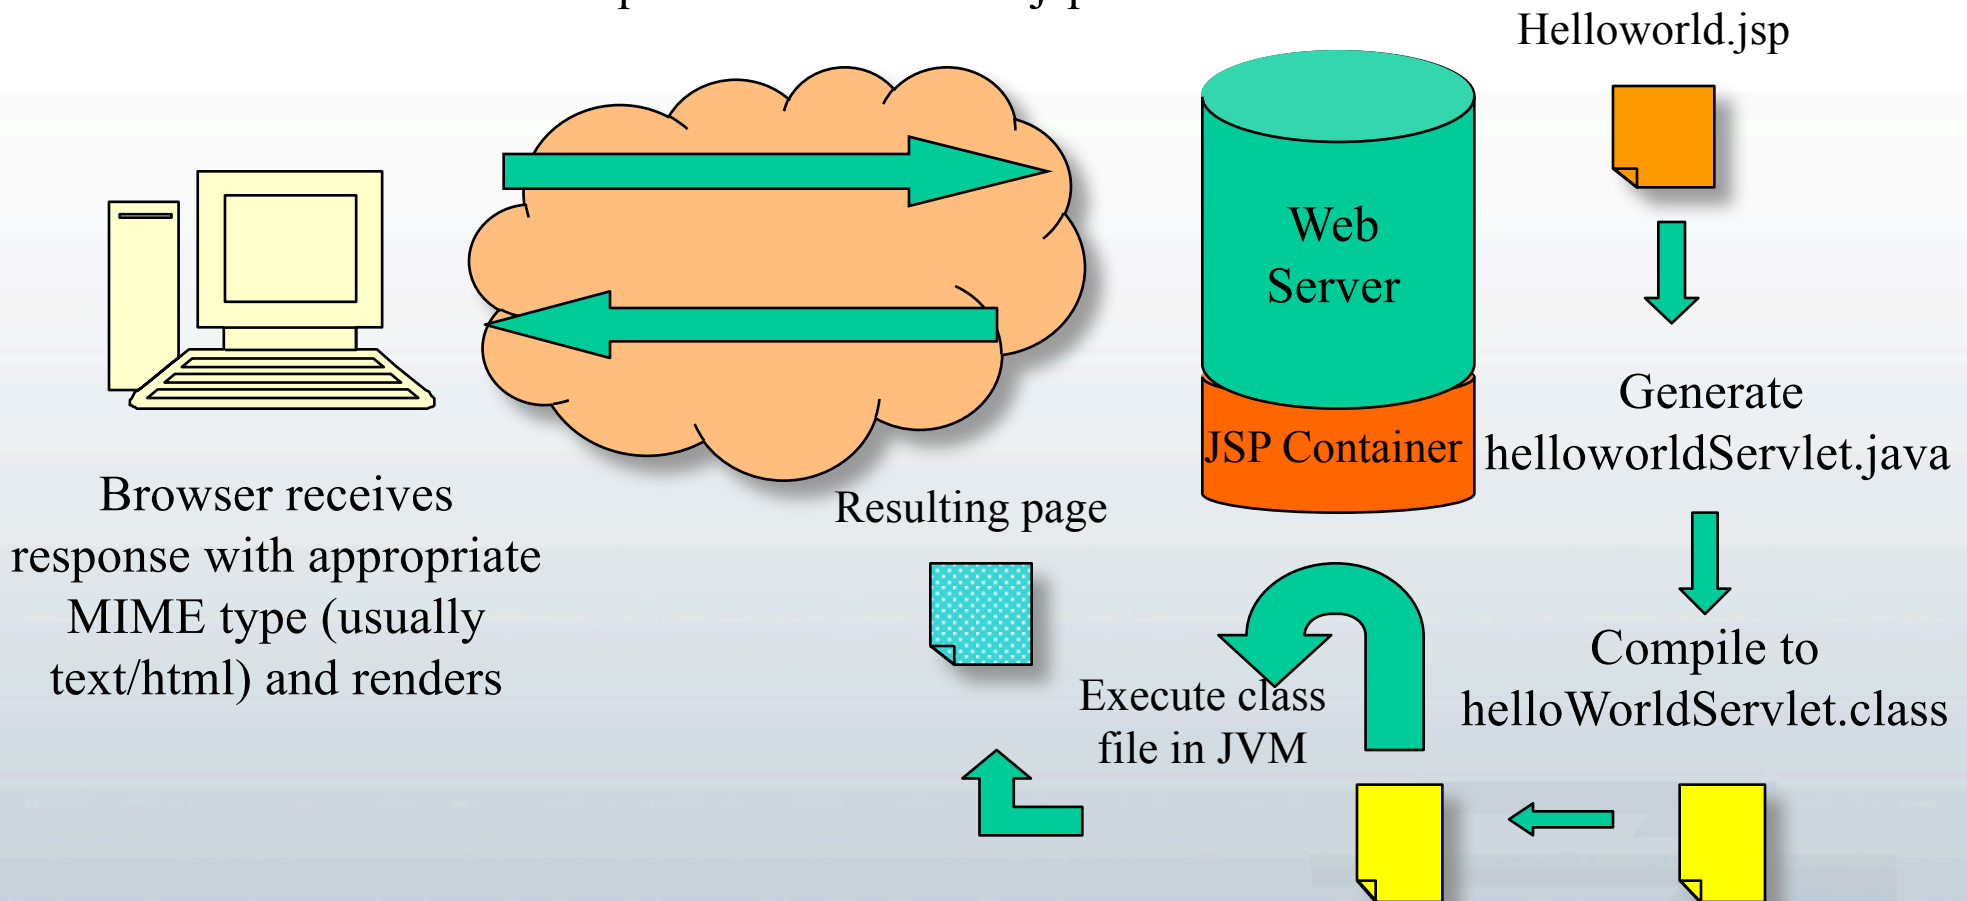 Helloworld.jsp
Web
Server
Generate
helloworldServlet.java
JSP Container
Browser receives
response with appropriate
MIME type (usually
text/html) and renders
Resulting page
Compile to
helloWorldServlet.class
Execute class
file in JVM